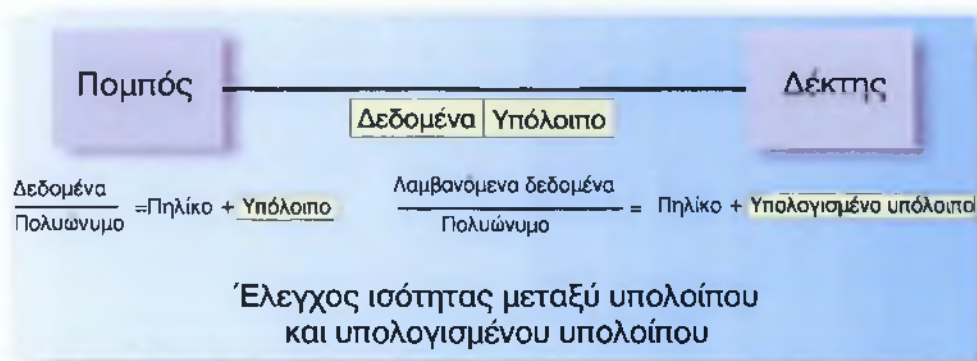 Πομπός
Δέκτης
Δεδομένα Υπόλοιπο
Δεδομένα
Πολυώνυμο
=Πηλίκο + Υπόλοιπο
Λαμβανόμενα δεδομένα
Πολυώνυμο
= Πηλίκο + Υπολογισμένο υπόλοιπο
Έλεγχος ισότητας μεταξύ υπολοίπου
και υπολογισμένου υπολοίπου